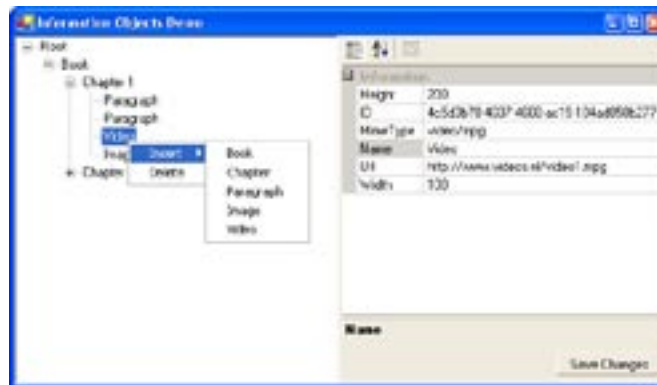 Information Objects Demo
Root
Book
Chapter 1
Paragraph
Paragraph
Video
Insert
Delete
Chapter
Book
Chapter
Paragraph
Image
Video
Information
Height 200
ID
MimeType video/mpg
Name Video
Url http://www.videos.nl/video1.mpg
Width 100
Name
Save Changes